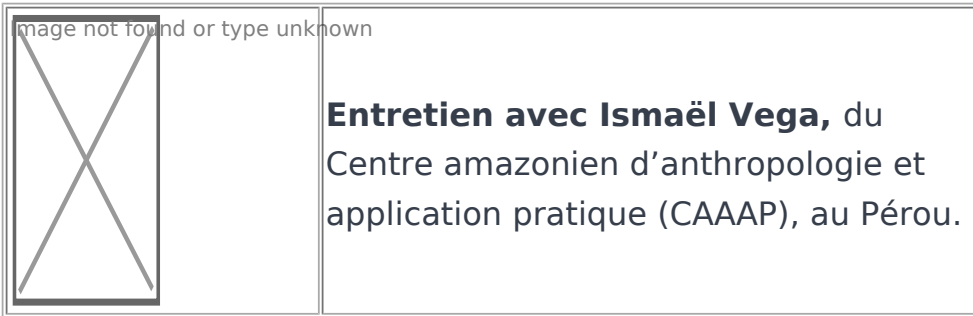 Image not found or type unknown
Entretien avec Ismaël Vega, du
Centre amazonien d’anthropologie et
application pratique (CAAAP), au Pérou.